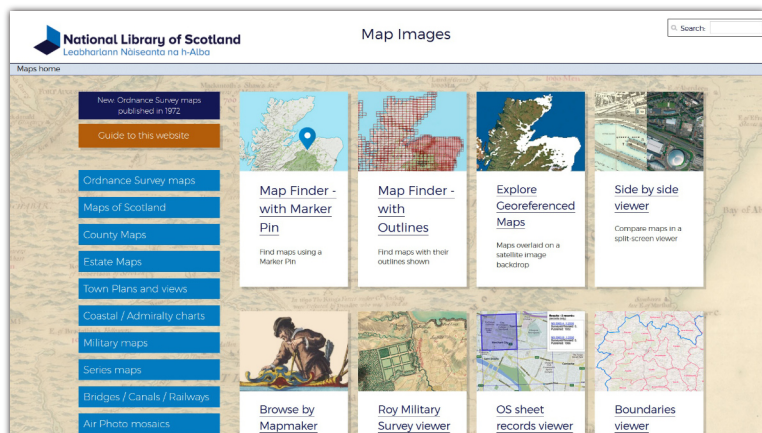 National Library of Scotland
Leabharlann Nàiseanta na h-Alba
Map Images
Search:
Maps home
New: Ordnance Survey maps
published in 1972
Guide to this website
Ordnance Survey maps
Maps of Scotland
County Maps
Estate Maps
Town Plans and views
Coastal / Admiralty charts
Military maps
Series maps
Bridges / Canals / Railways
Air Photo mosaics
Map Finder -
with Marker
Pin
Find maps using a
Marker Pin
Map Finder -
with
Outlines
Find maps with their
outlines shown
Explore
Georeferenced
Maps
Maps overlaid on a
satellite image
backdrop
Side by side
viewer
Compare maps in a
split-screen viewer
Browse by
Mapmaker
Roy Military
Survey viewer
OS sheet
records viewer
Boundaries
viewer